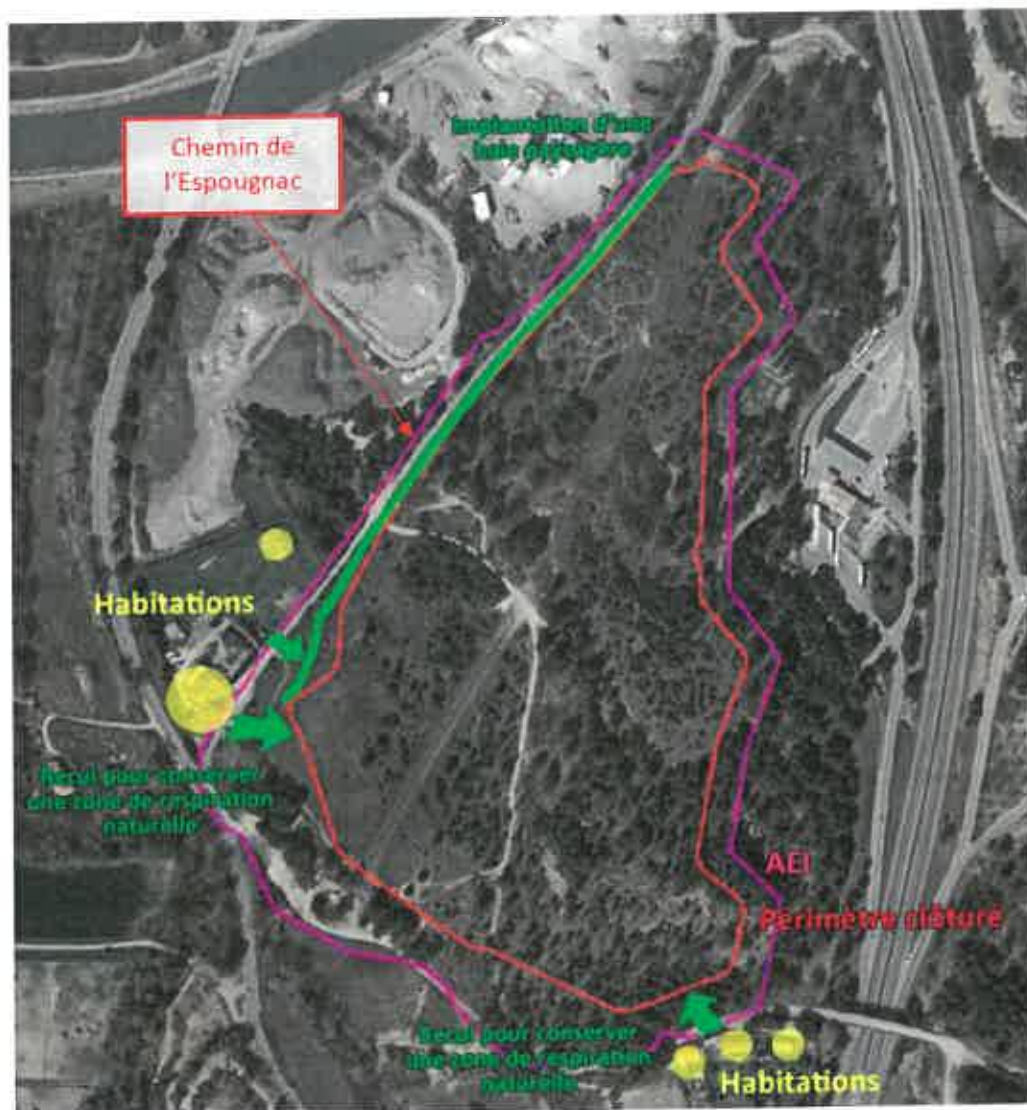 Implantation d'une
haie paysagère
Chemin de
l'Espougnac
Habitations
Recul pour conserver
une zone de respiration
naturelle
AEI
Périmètre clôturé
Recul pour conserver
une zone de respiration
naturelle
Habitations